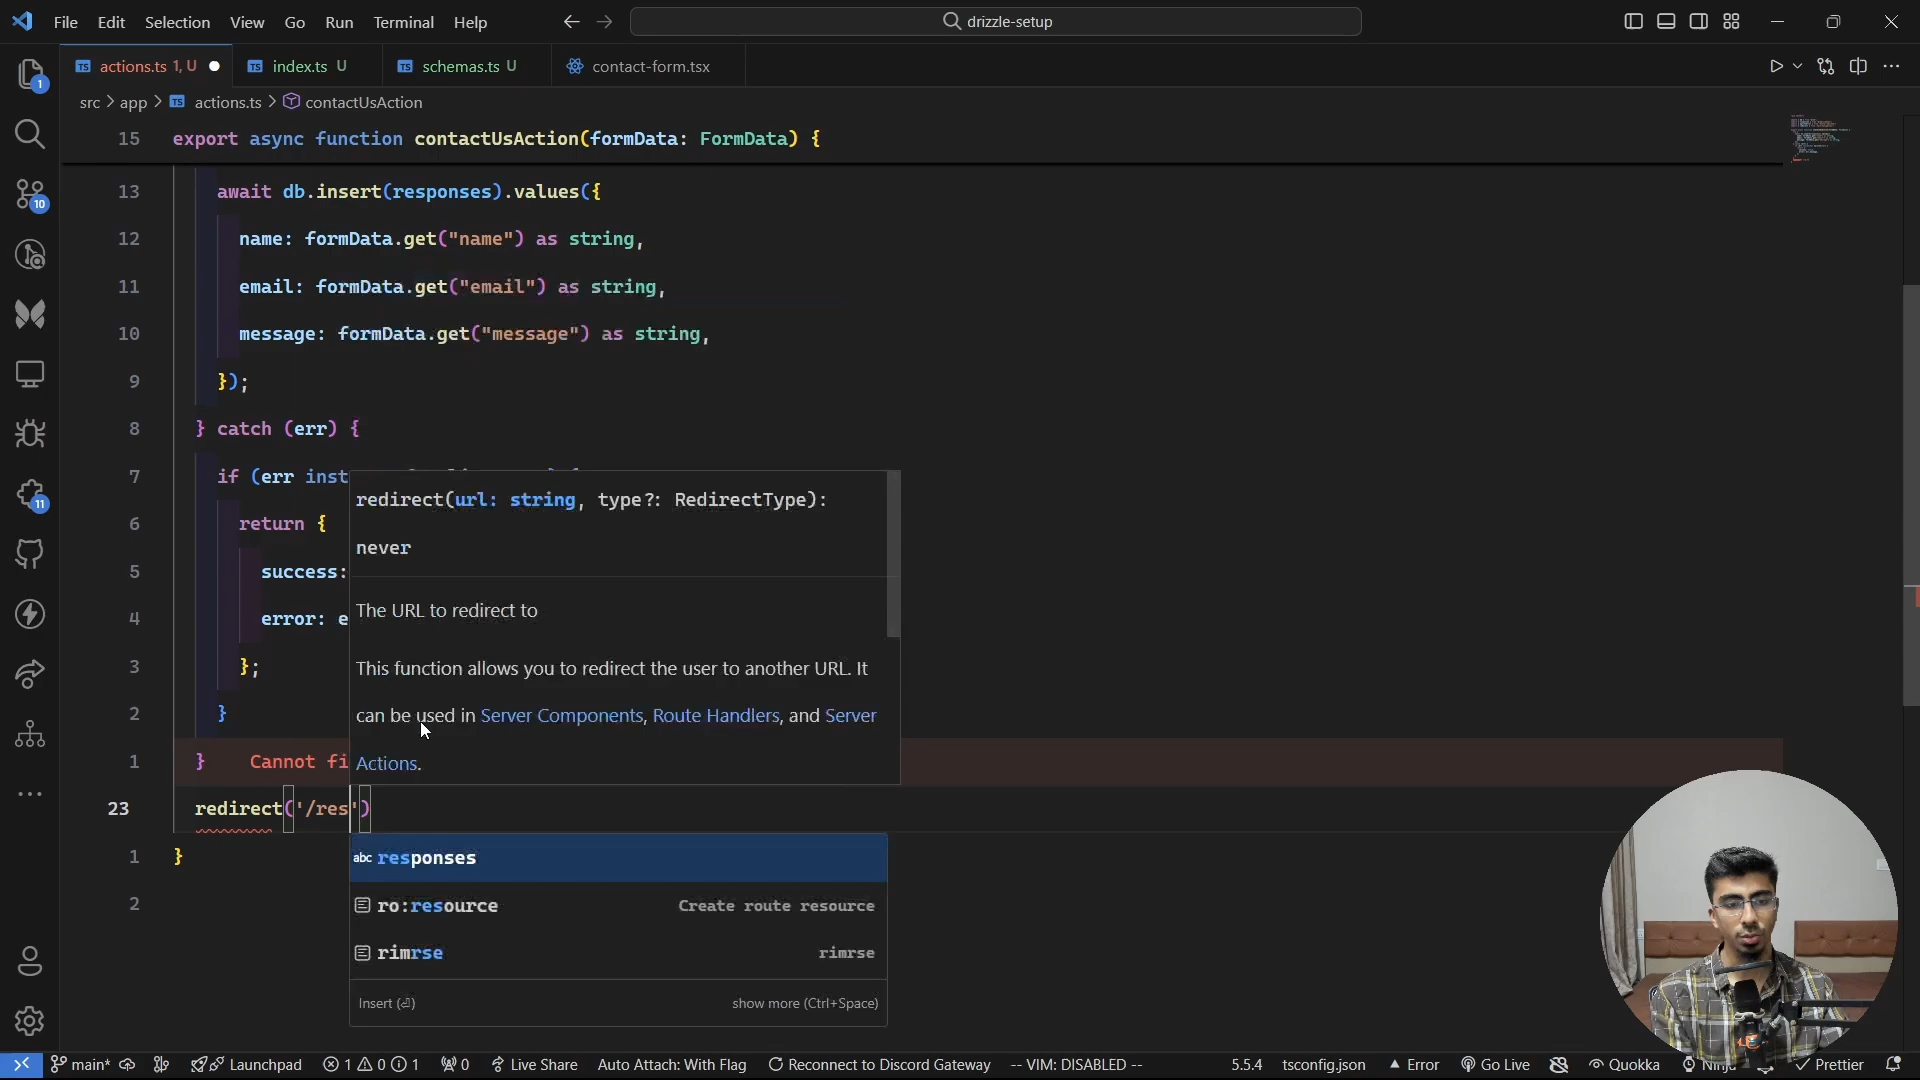 File Edit Selection View Go Run Terminal Help
drizzle-setup
TS actions.ts 1, U
TS index.ts U
TS schemas.ts U
contact-form.tsx
src > app > TS actions.ts > contactUsAction
15 export async function contactUsAction(formData: FormData) {
13 await db.insert(responses).values({
12 name: formData.get("name") as string,
11 email: formData.get("email") as string,
10 message: formData.get("message") as string,
9 });
8 } catch (err) {
7 if (err inst
6 return {
5 success:
4 error: e
3 };
2 }
1 } Cannot fi
23 redirect('/res')
1 }
2
redirect(url: string, type?: RedirectType):
never
The URL to redirect to
This function allows you to redirect the user to another URL. It
can be used in Server Components, Route Handlers, and Server
Actions.
abc responses
ro:resource Create route resource
rimrse rimrse
Insert (⏎) show more (Ctrl+Space)
1
10
11
main* Launchpad 1 0 1 0 Live Share Auto Attach: With Flag Reconnect to Discord Gateway -- VIM: DISABLED -- 5.5.4 tsconfig.json Error Go Live Quokka Prettier